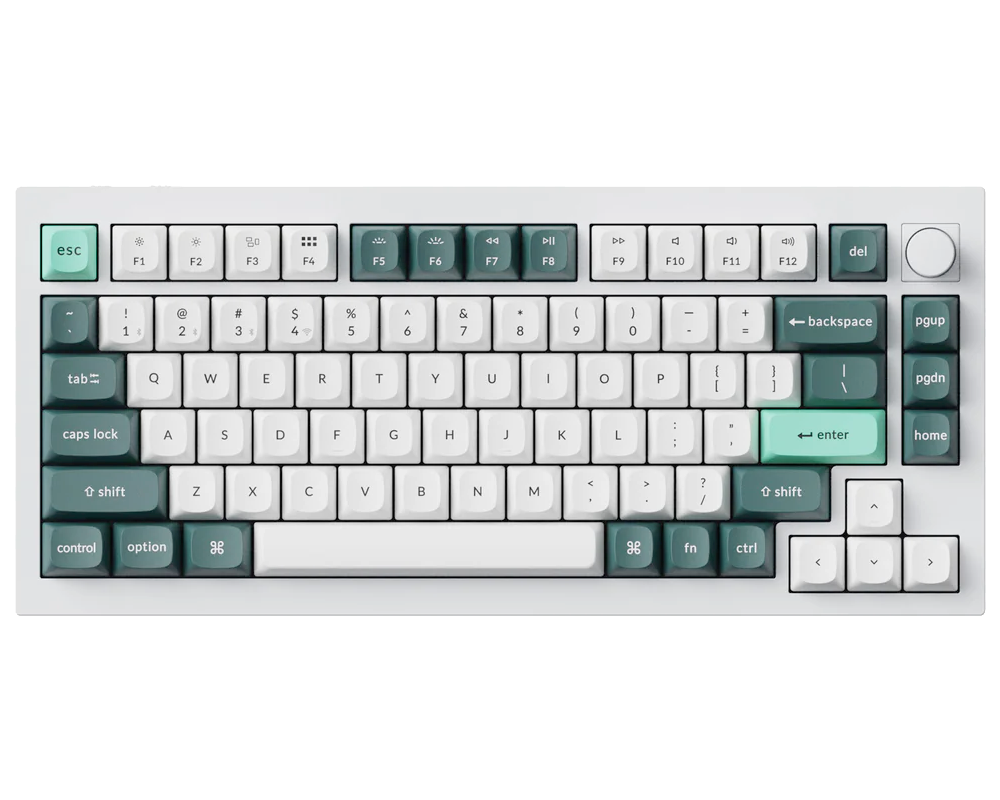 esc F1 F2 F3 F4 F5 F6 F7 F8 F9 F10 F11 F12 del
~ ! @ # $ % ^ & * ( ) — +
` 1 2 3 4 5 6 7 8 9 0 - = ← backspace pgup
tab Q W E R T Y U I O P { [ } ] | \ pgdn
caps lock A S D F G H J K L : ; " ' ↵ enter home
⇧ shift Z X C V B N M < , > . ? / ⇧ shift ^
control option ⌘ ⌘ fn ctrl < ⌄ >